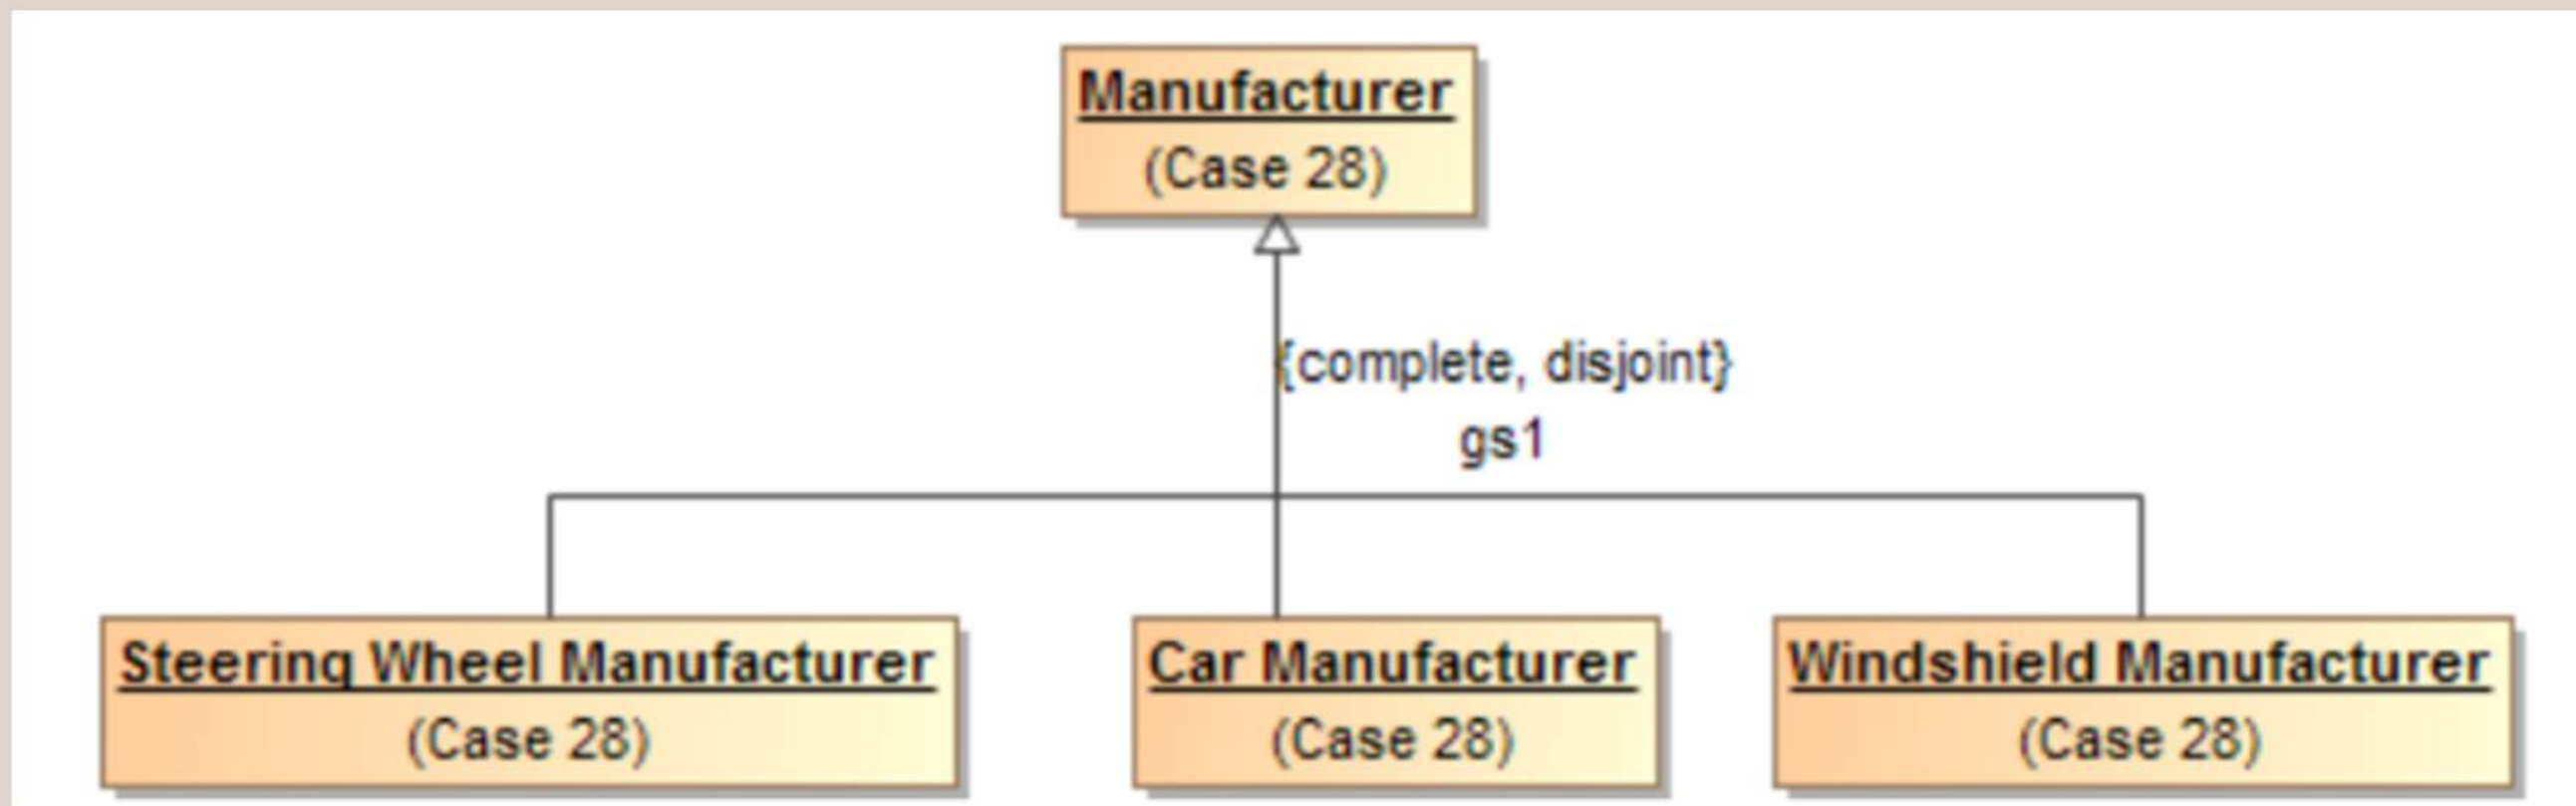 Manufacturer
(Case 28)
{complete, disjoint}
gs1
Steering Wheel Manufacturer
(Case 28)
Car Manufacturer
(Case 28)
Windshield Manufacturer
(Case 28)